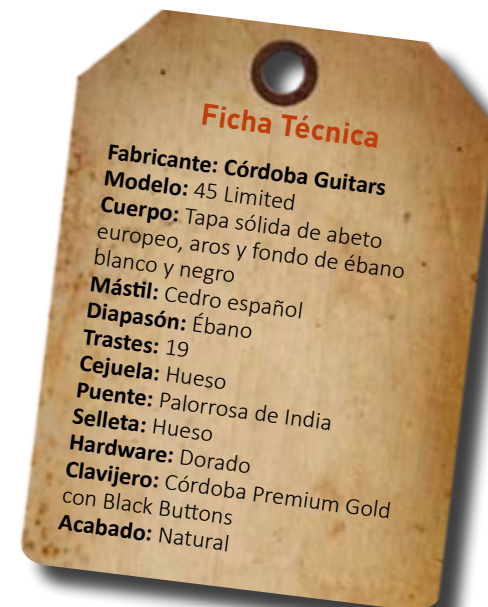 Ficha Técnica
Fabricante: Córdoba Guitars
Modelo: 45 Limited
Cuerpo: Tapa sólida de abeto
europeo, aros y fondo de ébano
blanco y negro
Mástil: Cedro español
Diapasón: Ébano
Trastes: 19
Cejuela: Hueso
Puente: Palorrosa de India
Selleta: Hueso
Hardware: Dorado
Clavijero: Córdoba Premium Gold
con Black Buttons
Acabado: Natural